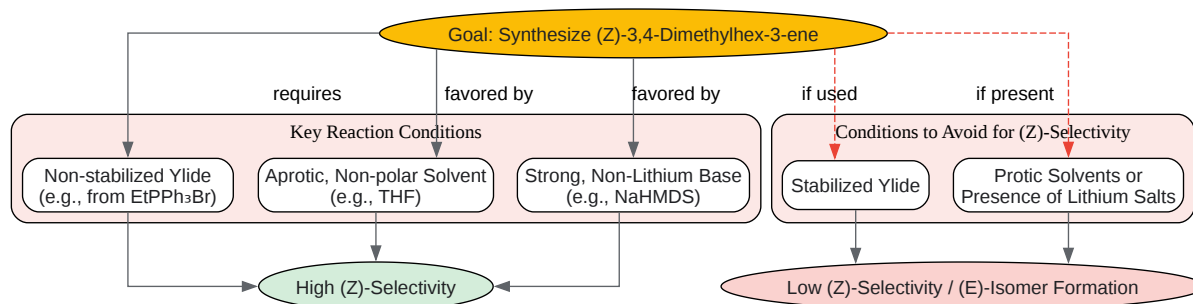 Goal: Synthesize (Z)-3,4-Dimethylhex-3-ene
requires
favored by
favored by
if used
if present
Key Reaction Conditions
Conditions to Avoid for (Z)-Selectivity
Non-stabilized Ylide
(e.g., from EtPPh₃Br)
Aprotic, Non-polar Solvent
(e.g., THF)
Strong, Non-Lithium Base
(e.g., NaHMDS)
Stabilized Ylide
Protic Solvents or
Presence of Lithium Salts
High (Z)-Selectivity
Low (Z)-Selectivity / (E)-Isomer Formation